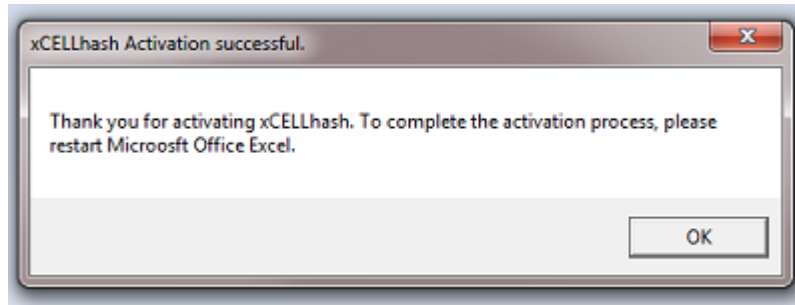 xCELLhash Activation successful.
Thank you for activating xCELLhash. To complete the activation process, please
restart Microosft Office Excel.
OK